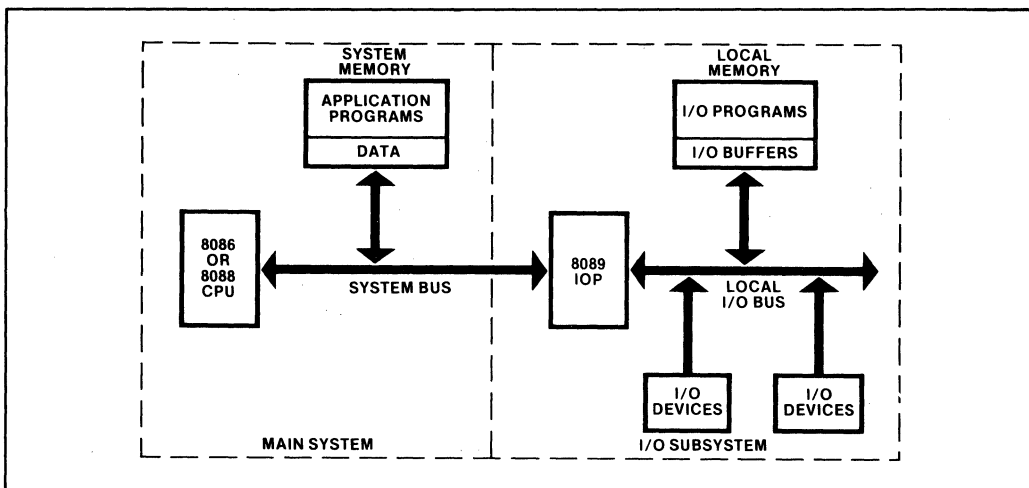 SYSTEM
MEMORY
APPLICATION
PROGRAMS
DATA
8086
OR
8088
CPU
SYSTEM BUS
MAIN SYSTEM
LOCAL
MEMORY
I/O PROGRAMS
I/O BUFFERS
8089
IOP
LOCAL
I/O BUS
I/O
DEVICES
I/O
DEVICES
I/O SUBSYSTEM